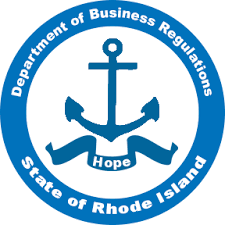 Department of Business Regulations
Hope
State of Rhode Island